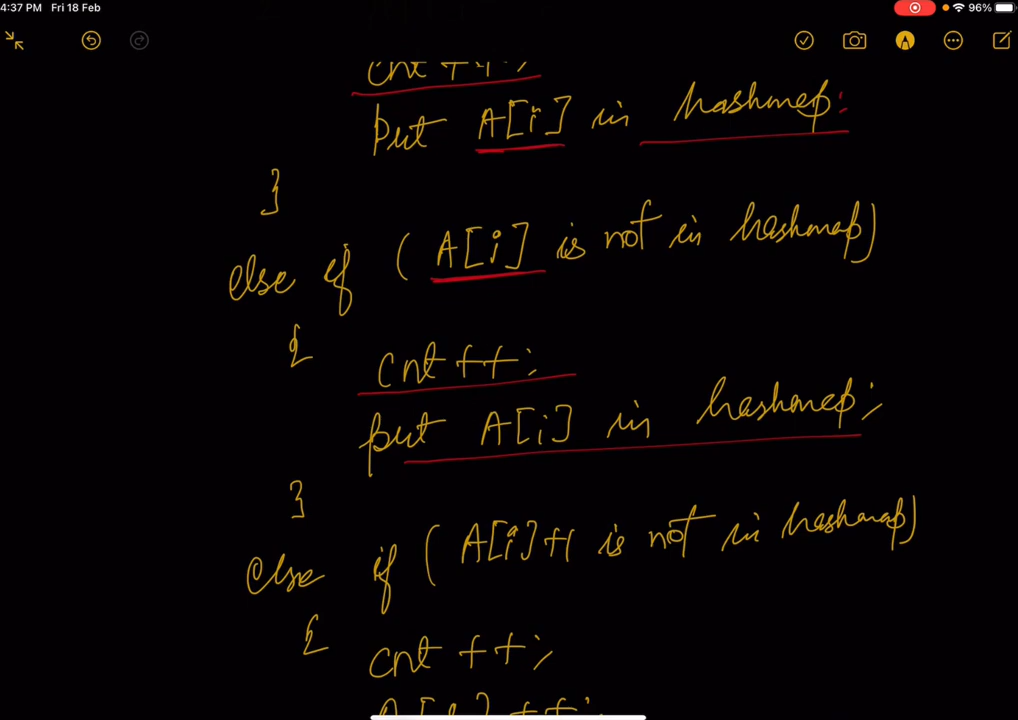 4:37 PM Fri 18 Feb
96%
cnt ++;
put A[i] in hashmap:
}
else if ( A[i] is not in hashmap)
{
cnt ++;
put A[i] in hashmap;
}
else if ( A[i]+1 is not in hashmap)
{
cnt ++;
A[i] ++;